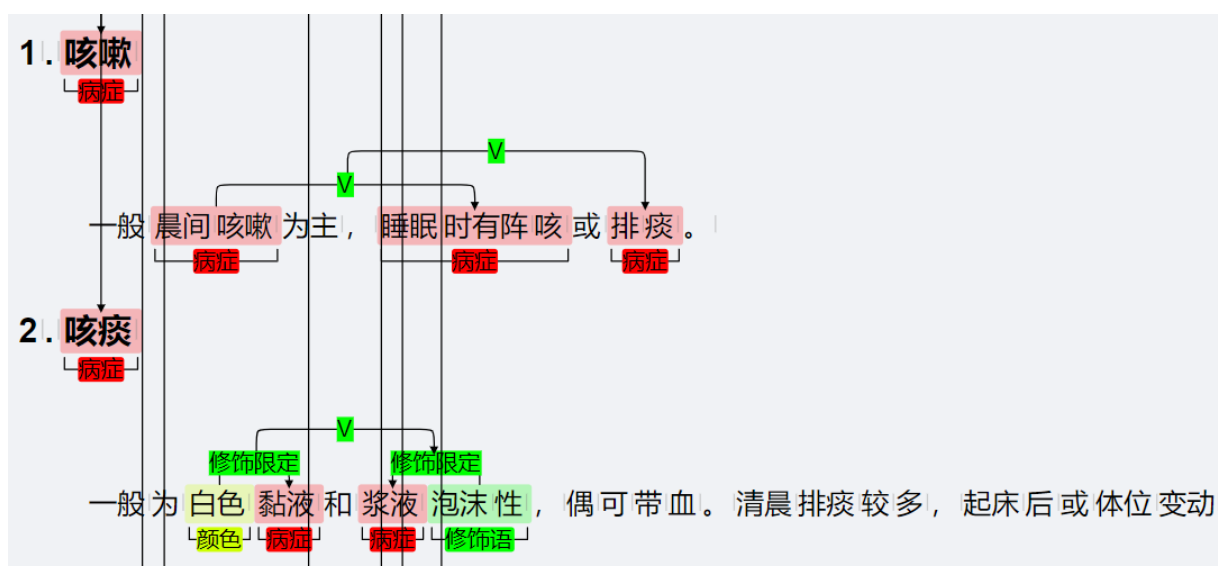 1. 咳嗽
病症
V
V
一般晨间咳嗽为主，睡眠时有阵咳或排痰。
病症 病症 病症
2. 咳痰
病症
V
修饰限定 修饰限定
一般为白色黏液和浆液泡沫性，偶可带血。清晨排痰较多，起床后或体位变动
颜色 病症 病症 修饰语